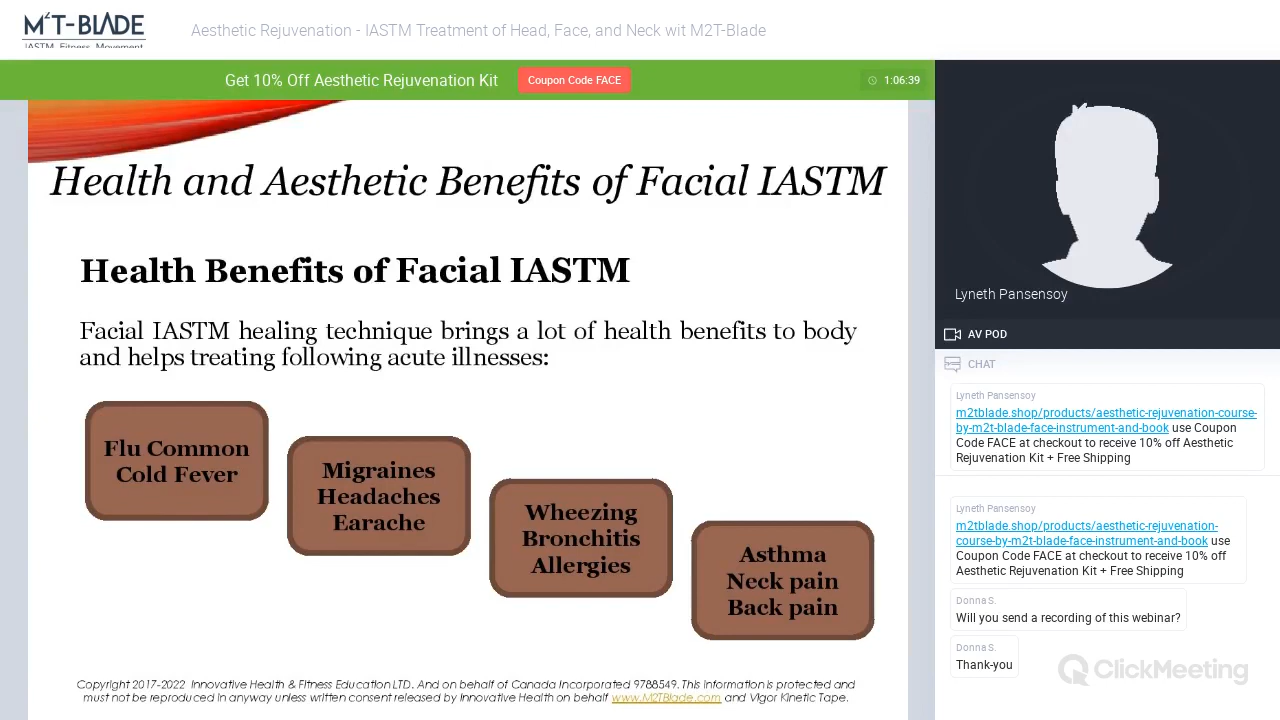 M²T-BLADE
IASTM Fitness Movement
Aesthetic Rejuvenation - IASTM Treatment of Head, Face, and Neck wit M2T-Blade
Get 10% Off Aesthetic Rejuvenation Kit
Coupon Code FACE
1:06:39
Health and Aesthetic Benefits of Facial IASTM
Health Benefits of Facial IASTM
Facial IASTM healing technique brings a lot of health benefits to body
and helps treating following acute illnesses:
Flu Common
Cold Fever
Migraines
Headaches
Earache
Wheezing
Bronchitis
Allergies
Asthma
Neck pain
Back pain
Copyright 2017-2022 Innovative Health & Fitness Education LTD. And on behalf of Canada Incorporated 9788549. This information is protected and
must not be reproduced in anyway unless written consent released by Innovative Health on behalf www.M2TBlade.com and Vigor Kinetic Tape.
Lyneth Pansensoy
AV POD
CHAT
Lyneth Pansensoy
m2tblade.shop/products/aesthetic-rejuvenation-course-
by-m2t-blade-face-instrument-and-book use Coupon
Code FACE at checkout to receive 10% off Aesthetic
Rejuvenation Kit + Free Shipping
Lyneth Pansensoy
m2tblade.shop/products/aesthetic-rejuvenation-
course-by-m2t-blade-face-instrument-and-book use
Coupon Code FACE at checkout to receive 10% off
Aesthetic Rejuvenation Kit + Free Shipping
Donna S.
Will you send a recording of this webinar?
Donna S.
Thank-you
ClickMeeting